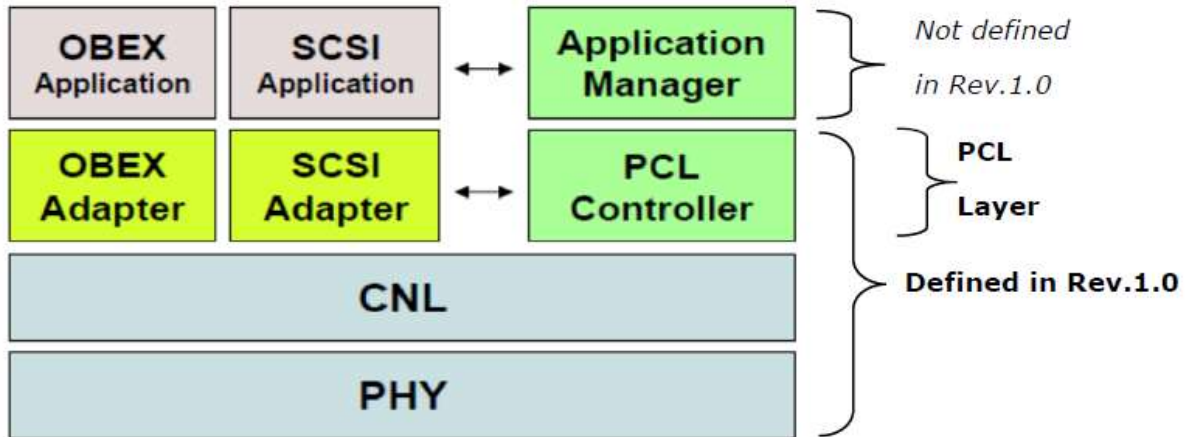 OBEX
Application
SCSI
Application
Application
Manager
Not defined
in Rev.1.0
OBEX
Adapter
SCSI
Adapter
PCL
Controller
PCL
Layer
CNL
Defined in Rev.1.0
PHY